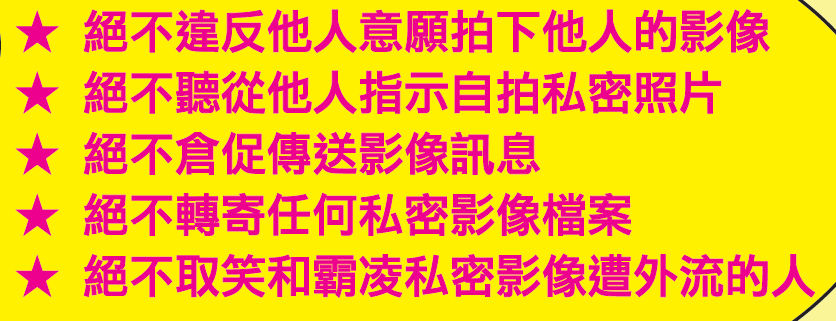 ★ 絕不違反他人意願拍下他人的影像
★ 絕不聽從他人指示自拍私密照片
★ 絕不倉促傳送影像訊息
★ 絕不轉寄任何私密影像檔案
★ 絕不取笑和霸凌私密影像遭外流的人